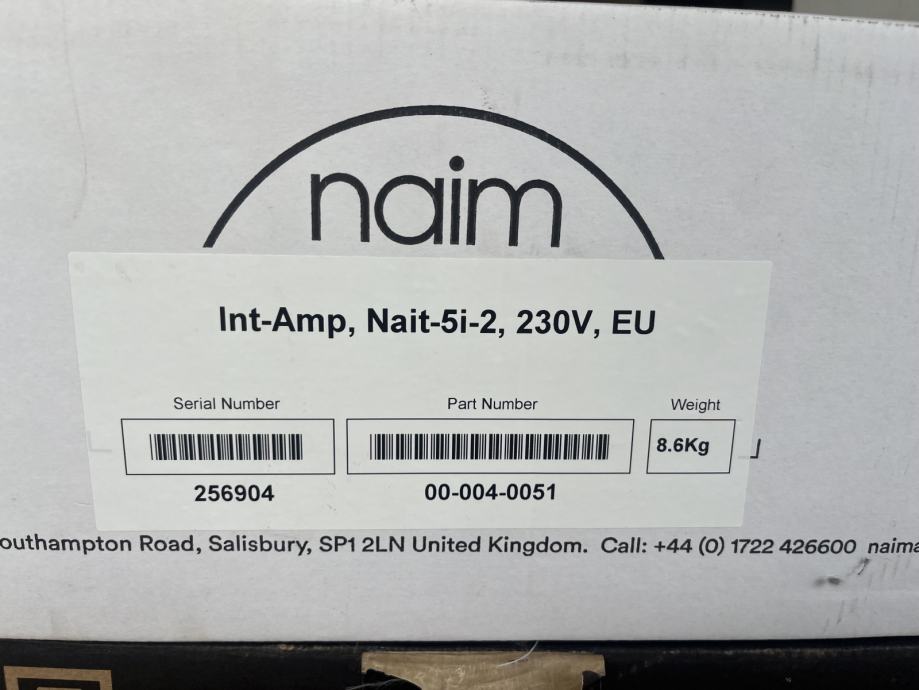 naim
Int-Amp, Nait-5i-2, 230V, EU
Serial Number Part Number Weight
8.6Kg
256904 00-004-0051
outhampton Road, Salisbury, SP1 2LN United Kingdom. Call: +44 (0) 1722 426600 naima